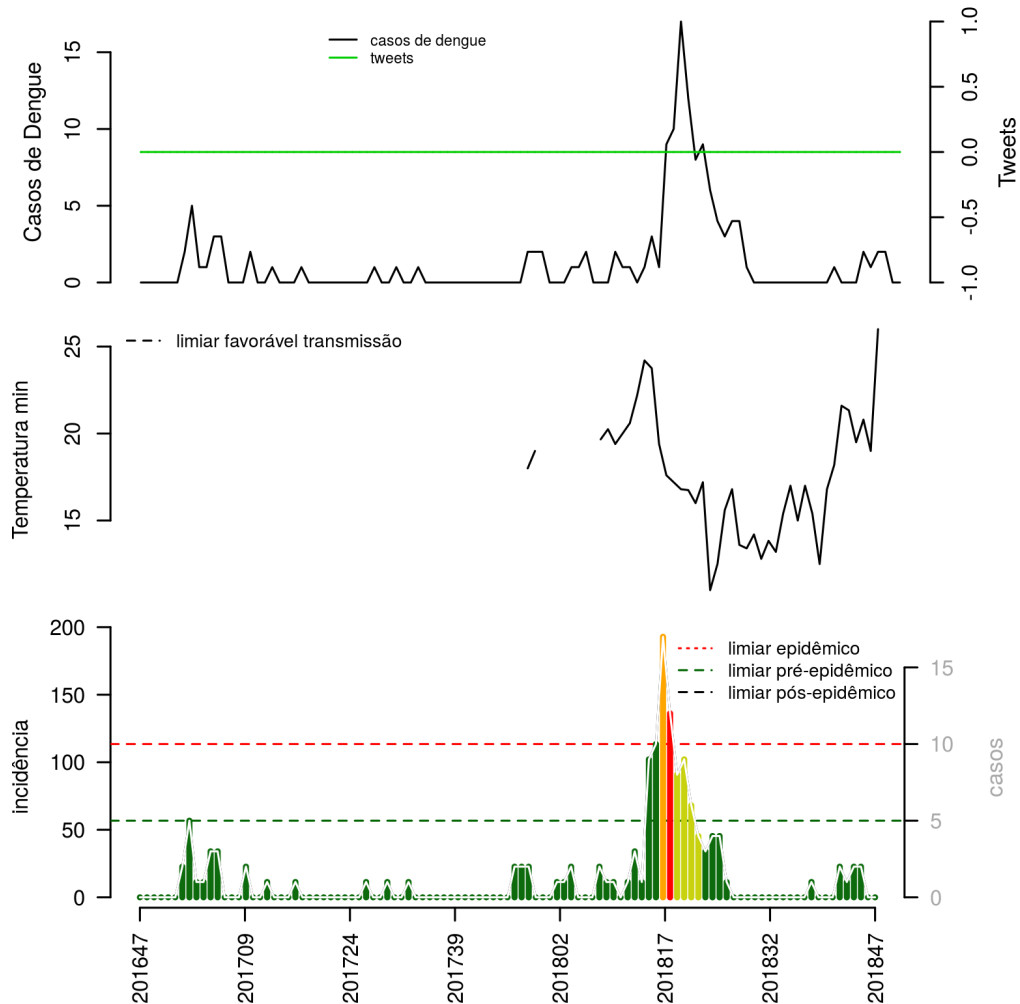 casos de dengue
tweets
Casos de Dengue
0
5
10
15
Tweets
-1.0
-0.5
0.0
0.5
1.0
limiar favorável transmissão
Temperatura min
15
20
25
limiar epidêmico
limiar pré-epidêmico
limiar pós-epidêmico
incidência
0
50
100
150
200
casos
0
5
10
15
201647
201709
201724
201739
201802
201817
201832
201847